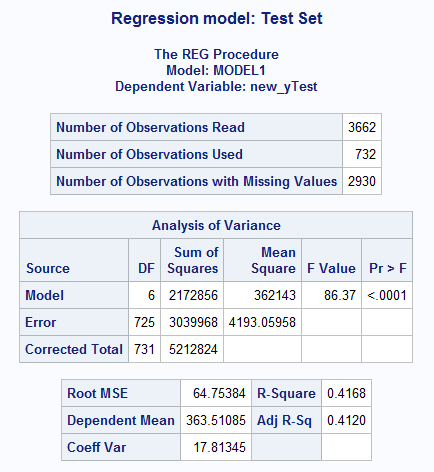 Regression model: Test Set
The REG Procedure
Model: MODEL1
Dependent Variable: new_yTest
Number of Observations Read 3662
Number of Observations Used 732
Number of Observations with Missing Values 2930
Analysis of Variance
Source DF Sum of Squares Mean Square F Value Pr > F
Model 6 2172856 362143 86.37 <.0001
Error 725 3039968 4193.05958
Corrected Total 731 5212824
Root MSE 64.75384 R-Square 0.4168
Dependent Mean 363.51085 Adj R-Sq 0.4120
Coeff Var 17.81345